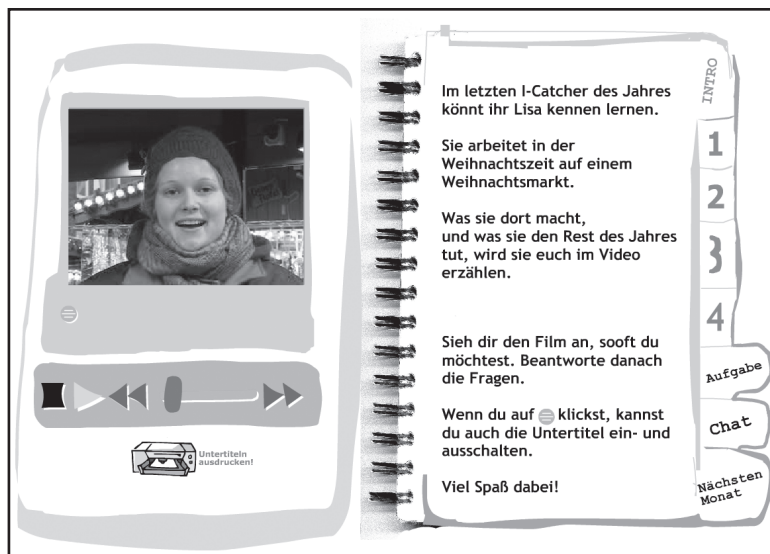 Untertiteln
ausdrucken!
Im letzten I-Catcher des Jahres
könnt ihr Lisa kennen lernen.
Sie arbeitet in der
Weihnachtszeit auf einem
Weihnachtsmarkt.
Was sie dort macht,
und was sie den Rest des Jahres
tut, wird sie euch im Video
erzählen.
Sieh dir den Film an, sooft du
möchtest. Beantworte danach
die Fragen.
Wenn du auf klickst, kannst
du auch die Untertitel ein- und
ausschalten.
Viel Spaß dabei!
INTRO
1
2
3
4
Aufgabe
Chat
Nächsten
Monat